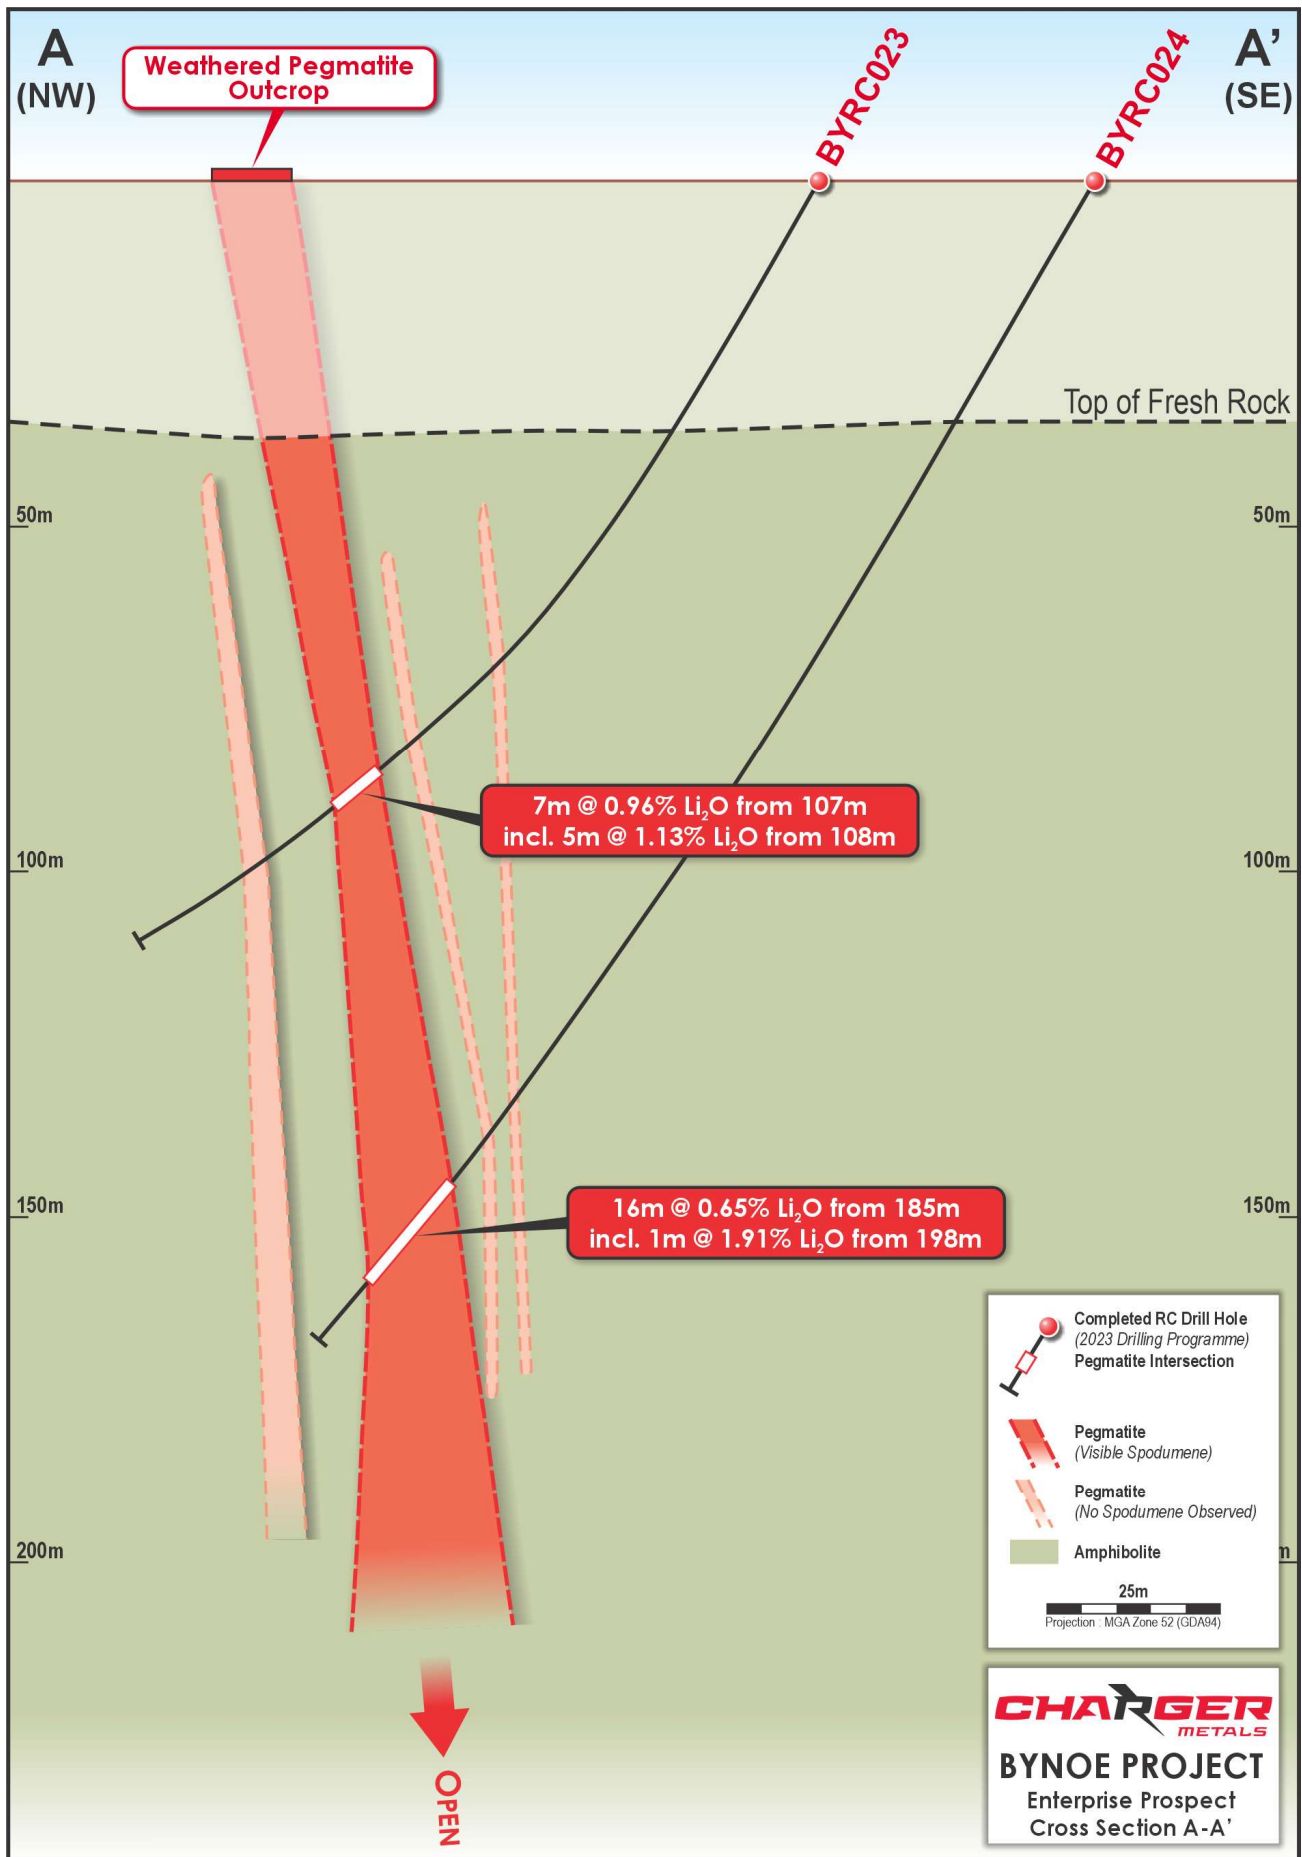 A
(NW)
Weathered Pegmatite
Outcrop
BYRC023
BYRC024
A’
(SE)
Top of Fresh Rock
50m
50m
7m @ 0.96% Li₂O from 107m
incl. 5m @ 1.13% Li₂O from 108m
100m
100m
150m
150m
16m @ 0.65% Li₂O from 185m
incl. 1m @ 1.91% Li₂O from 198m
Completed RC Drill Hole
(2023 Drilling Programme)
Pegmatite Intersection
Pegmatite
(Visible Spodumene)
Pegmatite
(No Spodumene Observed)
Amphibolite
200m
m
25m
Projection : MGA Zone 52 (GDA94)
CHARGER
METALS
BYNOE PROJECT
Enterprise Prospect
Cross Section A-A’
OPEN